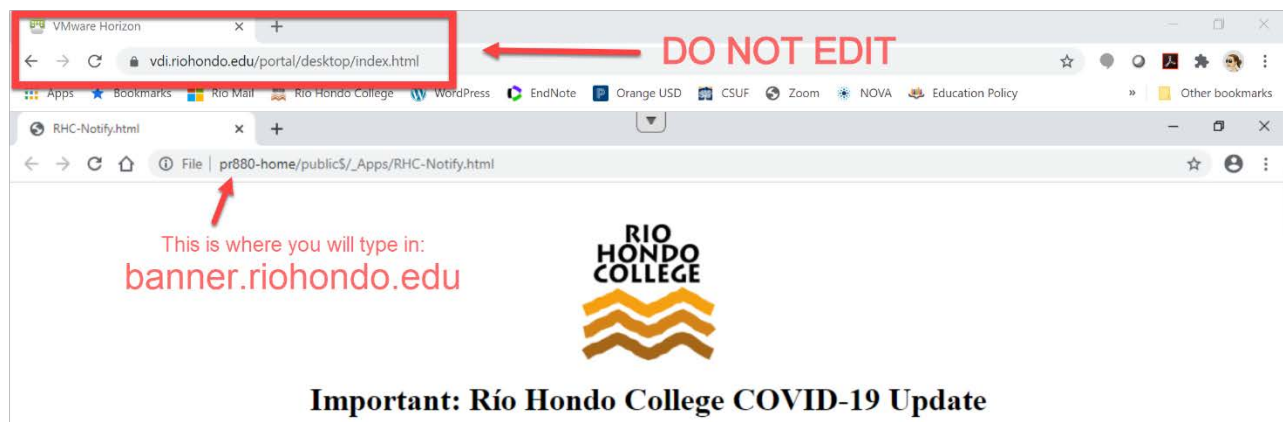 VMware Horizon
DO NOT EDIT
vdi.riohondo.edu/portal/desktop/index.html
Apps Bookmarks Rio Mail Rio Hondo College WordPress EndNote Orange USD CSUF Zoom NOVA Education Policy » Other bookmarks
RHC-Notify.html
File | pr880-home/public$/_Apps/RHC-Notify.html
This is where you will type in:
banner.riohondo.edu
RIO
HONDO
COLLEGE
Important: Río Hondo College COVID-19 Update